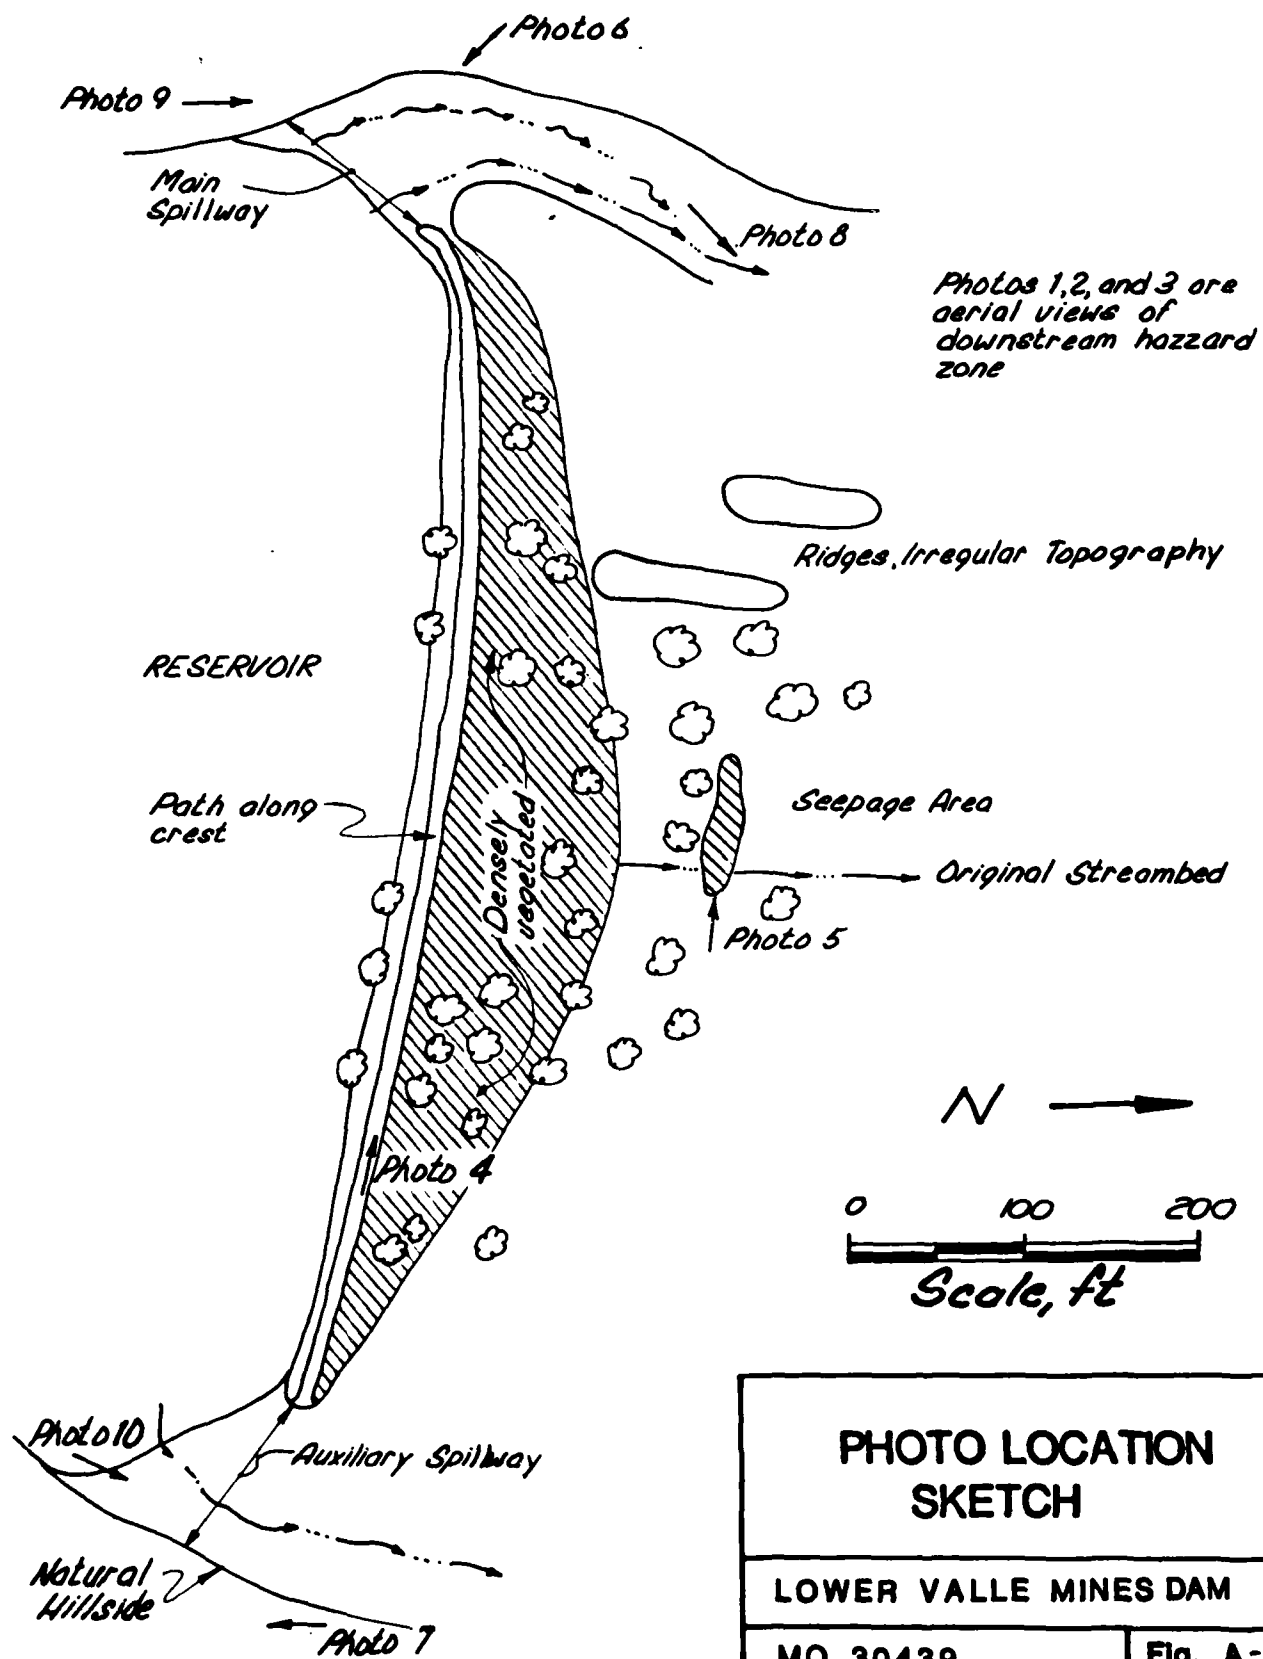 Photo 6
Photo 9
Main
Spillway
Photo 8
Photos 1,2, and 3 are
aerial views of
downstream hazzard
zone
Ridges, Irregular Topography
RESERVOIR
Path along
crest
Densely
vegetated
Seepage Area
Original Streambed
Photo 5
N
Photo 4
0 100 200
Scale, ft
Photo 10
Auxiliary Spillway
Natural
Hillside
Photo 7
PHOTO LOCATION
SKETCH
LOWER VALLE MINES DAM
MO 30439
Fig. A-